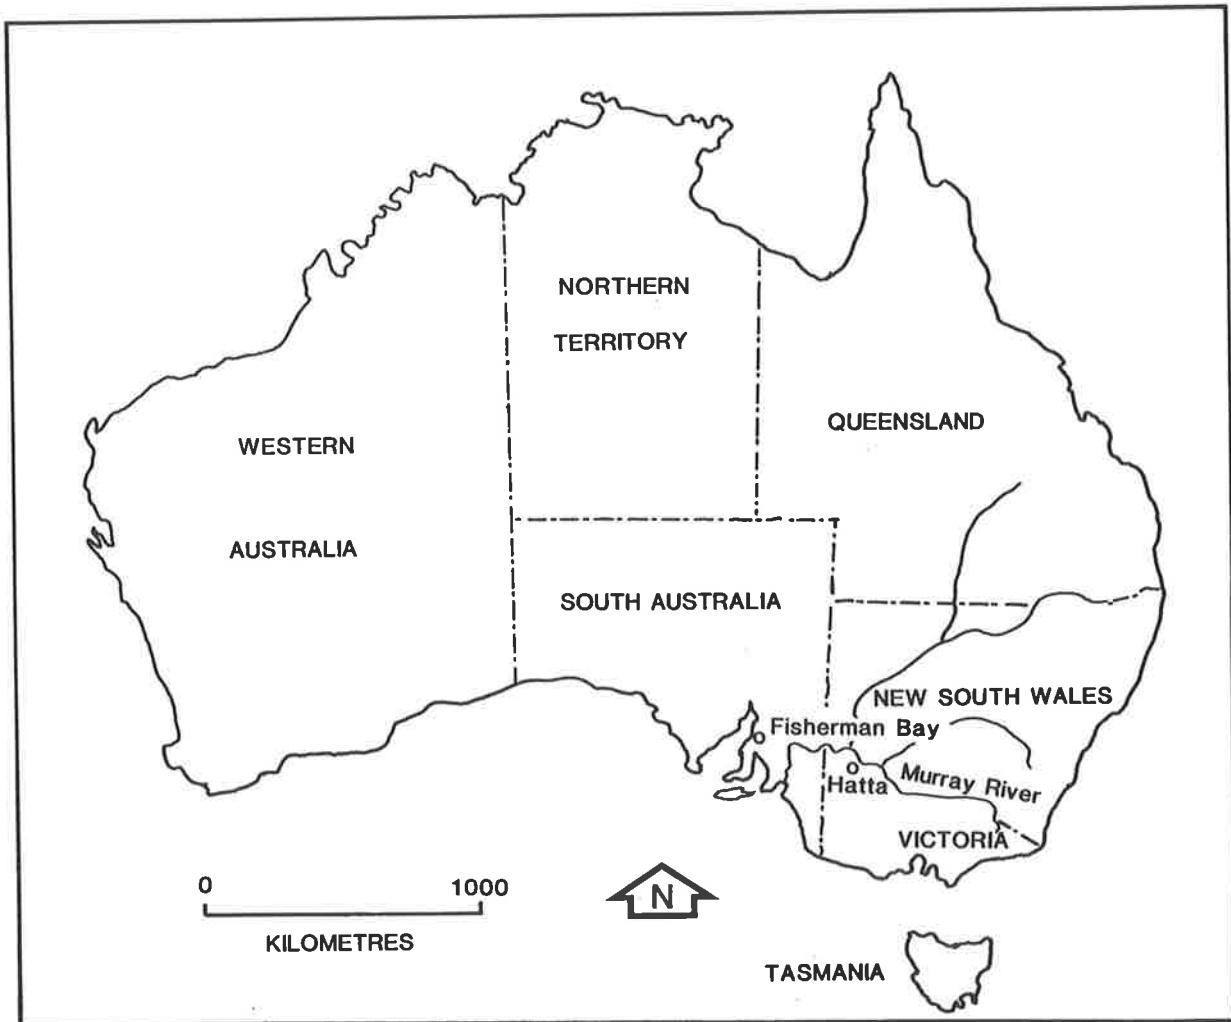 NORTHERN
TERRITORY
QUEENSLAND
WESTERN
AUSTRALIA
SOUTH AUSTRALIA
NEW SOUTH WALES
Fisherman Bay
Hatta
Murray River
VICTORIA
0 1000
KILOMETRES
N
TASMANIA